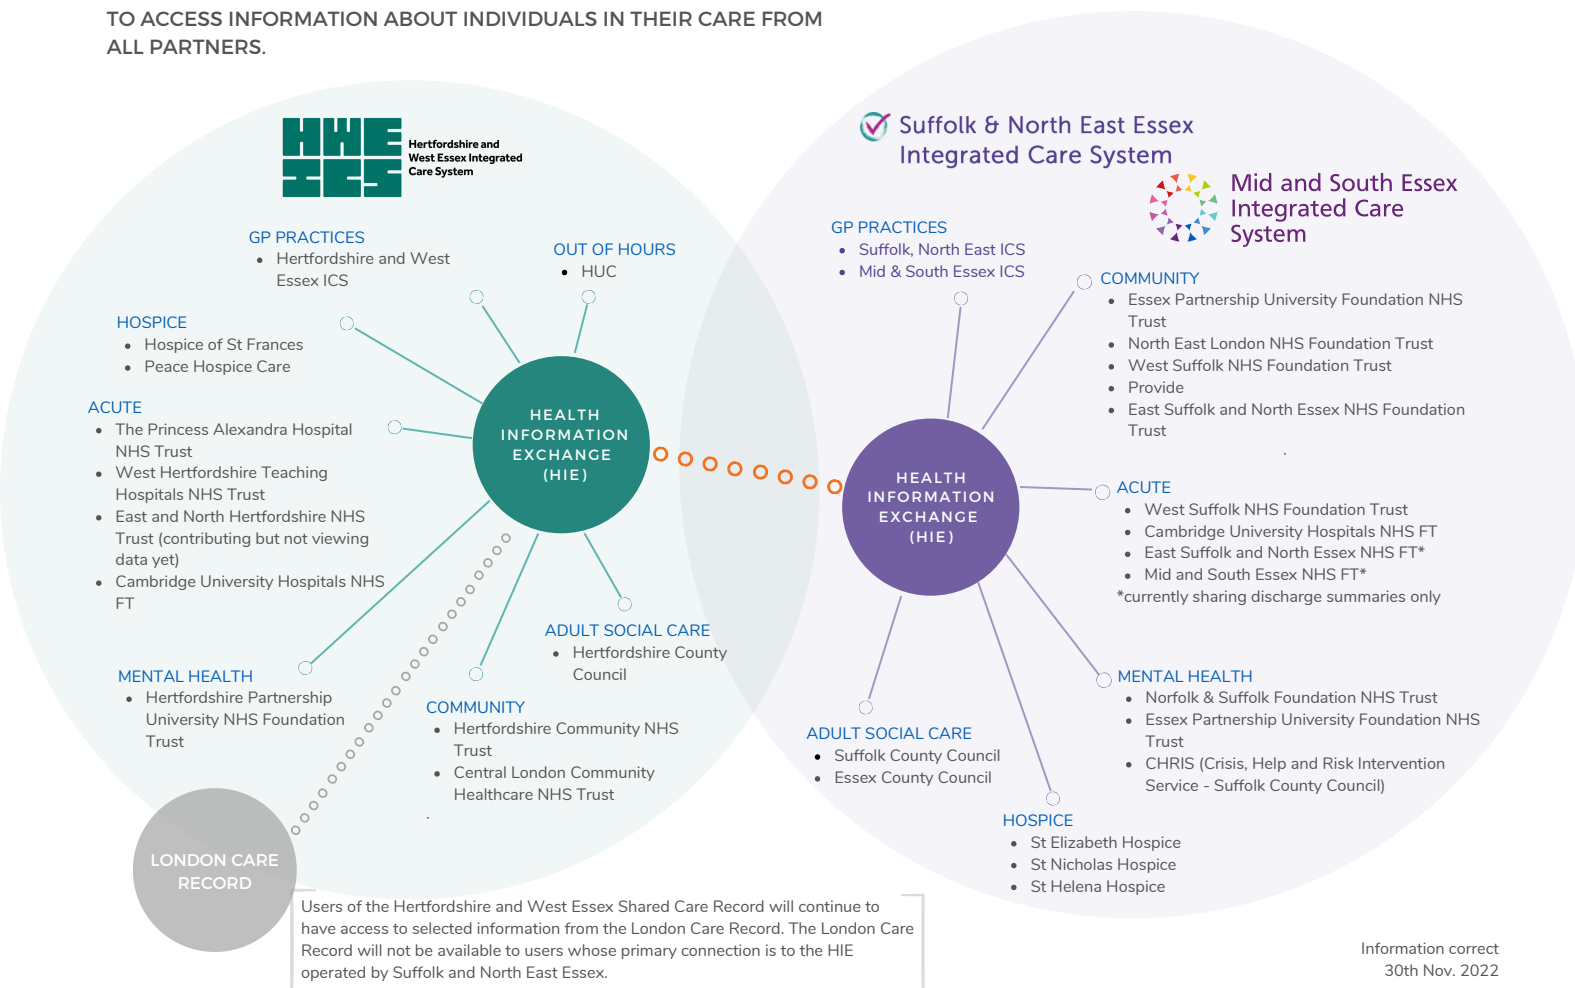 TO ACCESS INFORMATION ABOUT INDIVIDUALS IN THEIR CARE FROM
ALL PARTNERS.
HWE
ICS
Hertfordshire and
West Essex Integrated
Care System
GP PRACTICES
• Hertfordshire and West
Essex ICS
OUT OF HOURS
• HUC
HOSPICE
• Hospice of St Frances
• Peace Hospice Care
ACUTE
• The Princess Alexandra Hospital
NHS Trust
• West Hertfordshire Teaching
Hospitals NHS Trust
• East and North Hertfordshire NHS
Trust (contributing but not viewing
data yet)
• Cambridge University Hospitals NHS
FT
HEALTH
INFORMATION
EXCHANGE
(HIE)
MENTAL HEALTH
• Hertfordshire Partnership
University NHS Foundation
Trust
ADULT SOCIAL CARE
• Hertfordshire County
Council
COMMUNITY
• Hertfordshire Community NHS
Trust
• Central London Community
Healthcare NHS Trust
.
LONDON CARE
RECORD
Suffolk & North East Essex
Integrated Care System
Mid and South Essex
Integrated Care
System
GP PRACTICES
• Suffolk, North East ICS
• Mid & South Essex ICS
COMMUNITY
• Essex Partnership University Foundation NHS
Trust
• North East London NHS Foundation Trust
• West Suffolk NHS Foundation Trust
• Provide
• East Suffolk and North Essex NHS Foundation
Trust
.
HEALTH
INFORMATION
EXCHANGE
(HIE)
ACUTE
• West Suffolk NHS Foundation Trust
• Cambridge University Hospitals NHS FT
• East Suffolk and North Essex NHS FT*
• Mid and South Essex NHS FT*
*currently sharing discharge summaries only
MENTAL HEALTH
• Norfolk & Suffolk Foundation NHS Trust
• Essex Partnership University Foundation NHS
Trust
• CHRIS (Crisis, Help and Risk Intervention
Service - Suffolk County Council)
ADULT SOCIAL CARE
• Suffolk County Council
• Essex County Council
HOSPICE
• St Elizabeth Hospice
• St Nicholas Hospice
• St Helena Hospice
Users of the Hertfordshire and West Essex Shared Care Record will continue to
have access to selected information from the London Care Record. The London Care
Record will not be available to users whose primary connection is to the HIE
operated by Suffolk and North East Essex.
Information correct
30th Nov. 2022